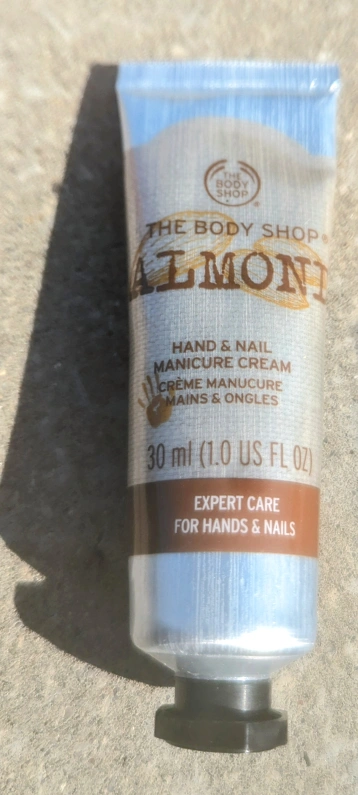 THE
BODY
SHOP
THE BODY SHOP®
ALMOND
HAND & NAIL
MANICURE CREAM
CRÈME MANUCURE
MAINS & ONGLES
30 ml (1.0 US FL OZ)
EXPERT CARE
FOR HANDS & NAILS